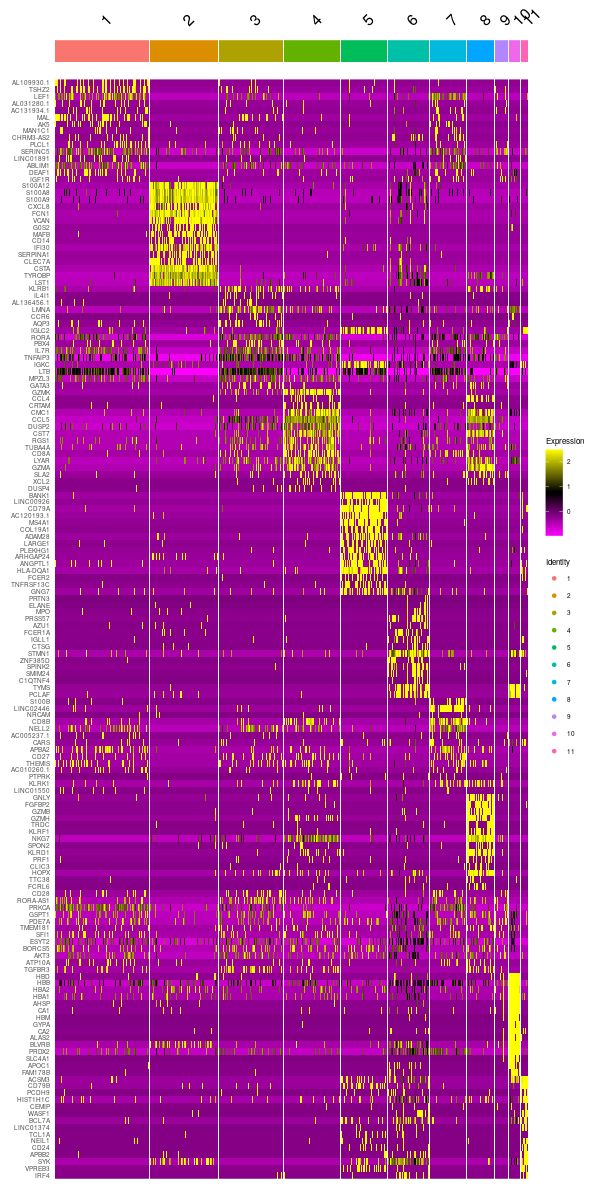 1 2 3 4 5 6 7 8 9 10 11
AL109930.1
TSHZ2
LEF1
AL031280.1
AC131934.1
MAL
AK5
MAN1C1
CHRM3-AS2
PLCL1
SERINC5
LINC01891
ABLIM1
DEAF1
IGF1R
S100A12
S100A8
S100A9
CXCL8
FCN1
VCAN
G0S2
MAFB
CD14
IFI30
SERPINA1
CLEC7A
CSTA
TYROBP
LST1
KLRB1
IL4I1
AL136456.1
LMNA
CCR6
AQP3
IGLC2
RORA
PBX4
IL7R
TNFAIP3
IGKC
LTB
MPZL3
GATA3
GZMK
CCL4
CRTAM
CMC1
CCL5
DUSP2
CST7
RGS1
TUBA4A
CD8A
LYAR
GZMA
SLA2
XCL2
DUSP4
BANK1
LINC00926
CD79A
AC120193.1
MS4A1
COL19A1
ADAM28
LARGE1
PLEKHG1
ARHGAP24
ANGPTL1
HLA-DQA1
FCER2
TNFRSF13C
GNG7
PRTN3
ELANE
MPO
PRSS57
AZU1
FCER1A
IGLL1
CTSG
STMN1
ZNF385D
SPINK2
SMIM24
C1QTNF4
TYMS
PCLAF
S100B
LINC02446
NRCAM
CD8B
NELL2
AC005237.1
CARS
APBA2
CD27
THEMIS
AC010260.1
PTPRK
KLRK1
LINC01550
GNLY
FGFBP2
GZMB
GZMH
TRDC
KLRF1
NKG7
SPON2
KLRD1
PRF1
CLIC3
HOPX
TTC38
FCRL6
CD28
RORA-AS1
PRKCA
GSPT1
PDE7A
TMEM181
SFI1
ESYT2
BORCS5
AKT3
ATP10A
TGFBR3
HBD
HBB
HBA2
HBA1
AHSP
CA1
HBM
GYPA
CA2
ALAS2
BLVRB
PRDX2
SLC4A1
APOC1
FAM178B
ACSM3
CD79B
PCDH9
HIST1H1C
CEMIP
WASF1
BCL7A
LINC01374
TCL1A
NEIL1
CD24
APBB2
SYK
VPREB3
IRF4
Expression
2
1
0
Identity
1
2
3
4
5
6
7
8
9
10
11